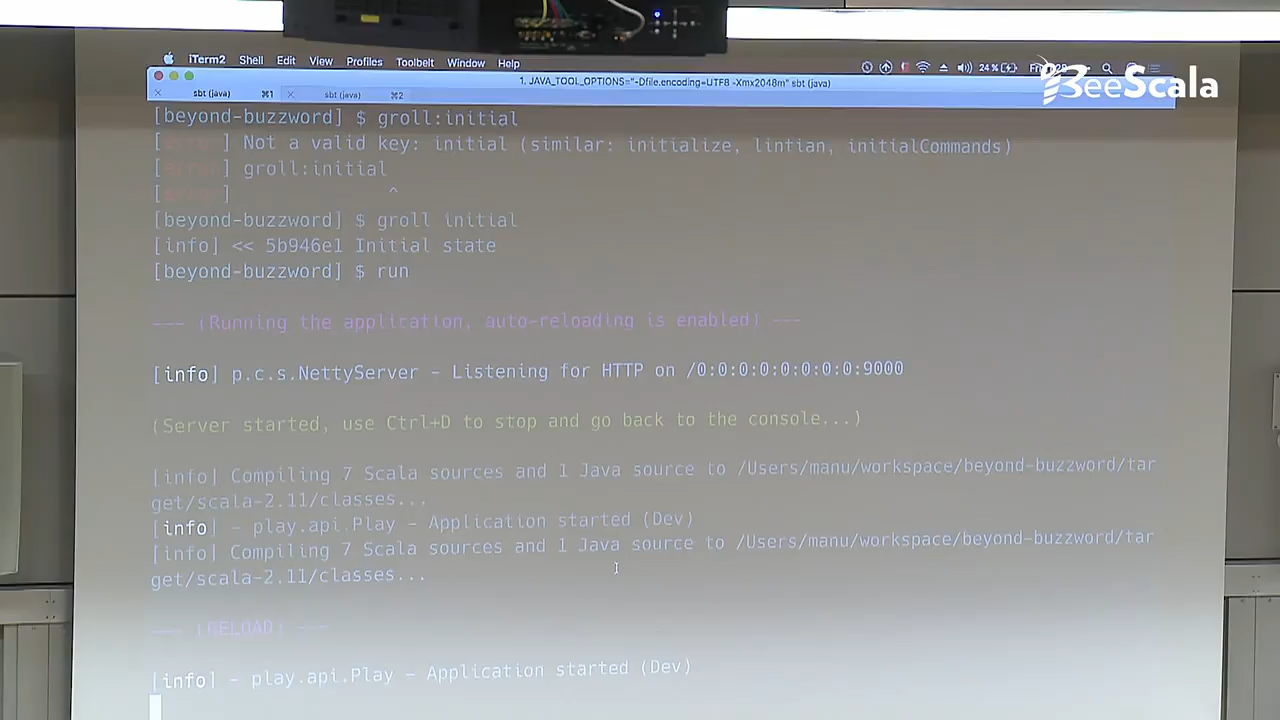 iTerm2 Shell Edit View Profiles Toolbelt Window Help 24%
BeeScala
1. JAVA_TOOL_OPTIONS="-Dfile.encoding=UTF8 -Xmx2048m" sbt (java)
sbt (java) ⌘1 sbt (java) ⌘2
[beyond-buzzword] $ groll:initial
[error] Not a valid key: initial (similar: initialize, lintian, initialCommands)
[error] groll:initial
[error] ^
[beyond-buzzword] $ groll initial
[info] << 5b946e1 Initial state
[beyond-buzzword] $ run
--- (Running the application, auto-reloading is enabled) ---
[info] p.c.s.NettyServer - Listening for HTTP on /0:0:0:0:0:0:0:0:9000
(Server started, use Ctrl+D to stop and go back to the console...)
[info] Compiling 7 Scala sources and 1 Java source to /Users/manu/workspace/beyond-buzzword/tar
get/scala-2.11/classes...
[info] - play.api.Play - Application started (Dev)
[info] Compiling 7 Scala sources and 1 Java source to /Users/manu/workspace/beyond-buzzword/tar
get/scala-2.11/classes...
--- (RELOAD) ---
[info] - play.api.Play - Application started (Dev)